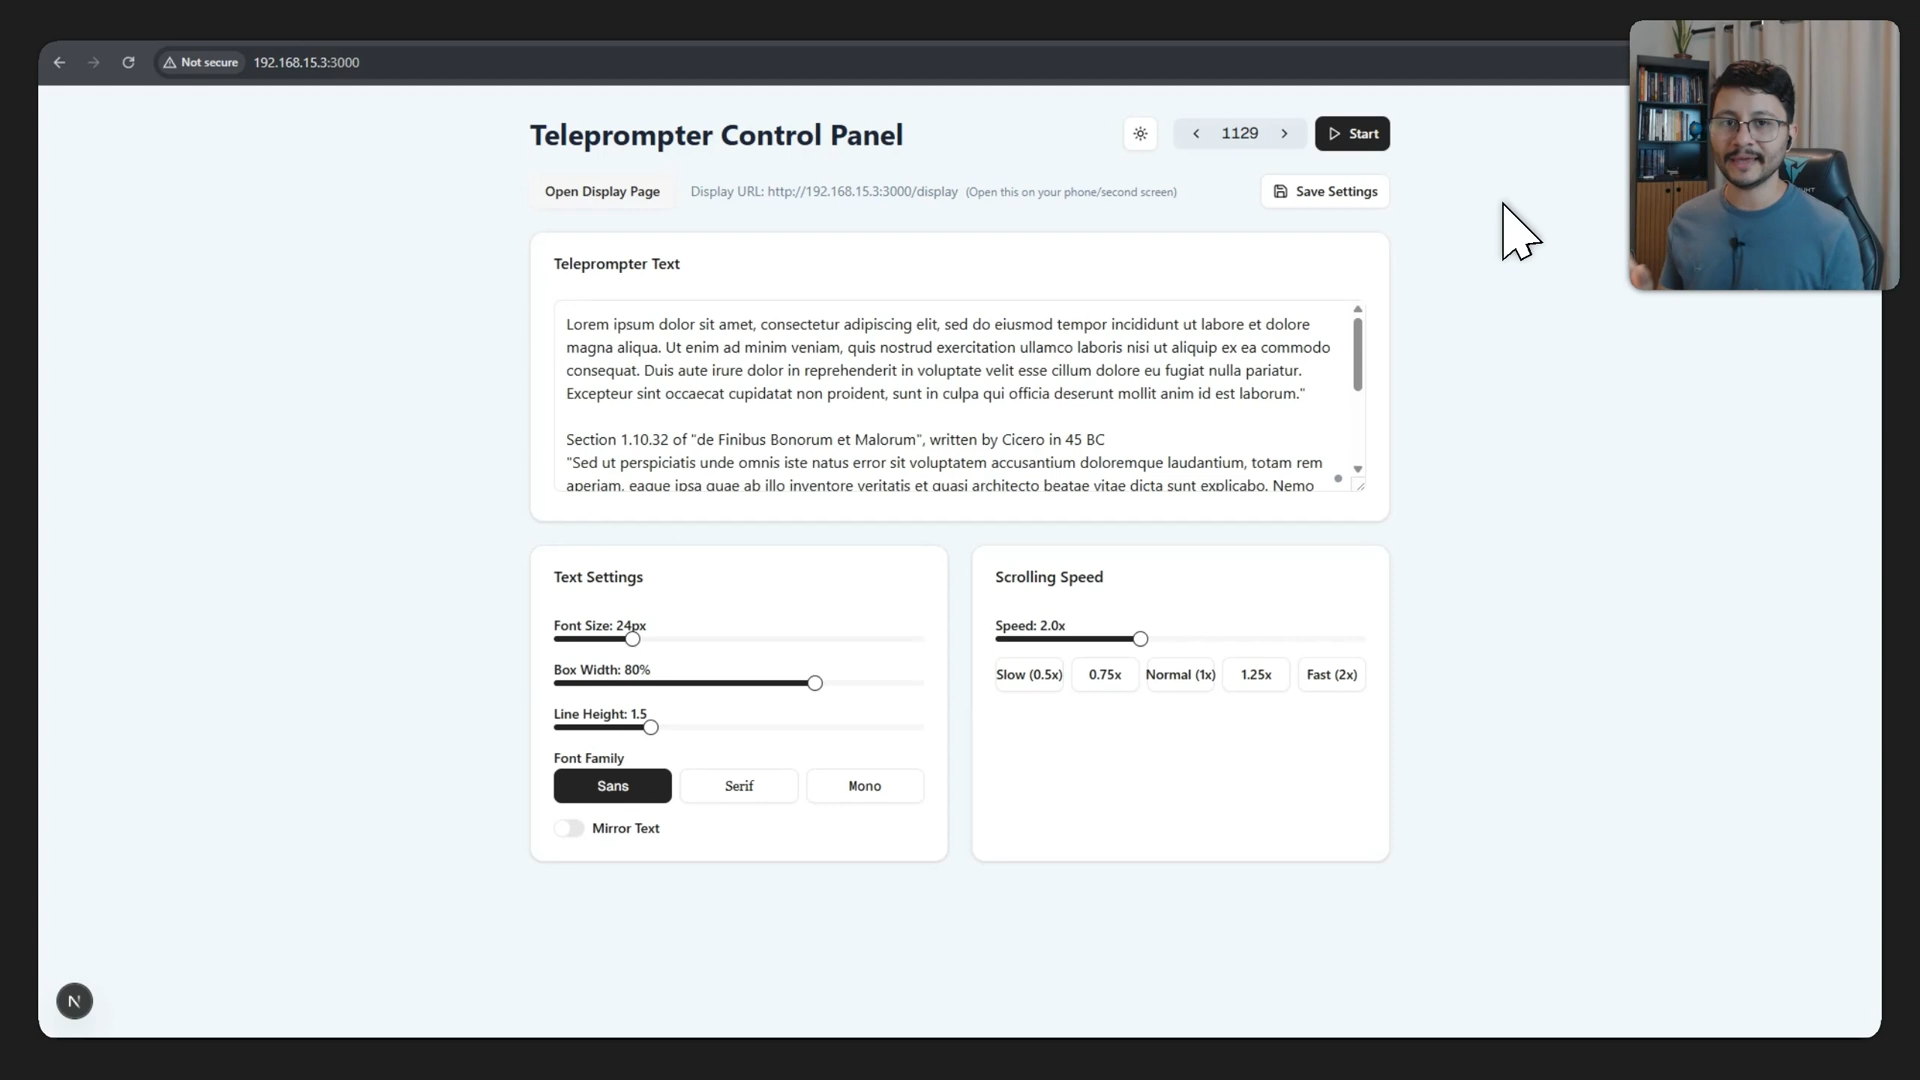 Not secure 192.168.15.3:3000
Teleprompter Control Panel
1129
Start
Open Display Page
Display URL: http://192.168.15.3:3000/display (Open this on your phone/second screen)
Save Settings
Teleprompter Text
Lorem ipsum dolor sit amet, consectetur adipiscing elit, sed do eiusmod tempor incididunt ut labore et dolore
magna aliqua. Ut enim ad minim veniam, quis nostrud exercitation ullamco laboris nisi ut aliquip ex ea commodo
consequat. Duis aute irure dolor in reprehenderit in voluptate velit esse cillum dolore eu fugiat nulla pariatur.
Excepteur sint occaecat cupidatat non proident, sunt in culpa qui officia deserunt mollit anim id est laborum."
Section 1.10.32 of "de Finibus Bonorum et Malorum", written by Cicero in 45 BC
"Sed ut perspiciatis unde omnis iste natus error sit voluptatem accusantium doloremque laudantium, totam rem
aperiam, eaque ipsa quae ab illo inventore veritatis et quasi architecto beatae vitae dicta sunt explicabo. Nemo
Text Settings
Font Size: 24px
Box Width: 80%
Line Height: 1.5
Font Family
Sans
Serif
Mono
Mirror Text
Scrolling Speed
Speed: 2.0x
Slow (0.5x)
0.75x
Normal (1x)
1.25x
Fast (2x)
N